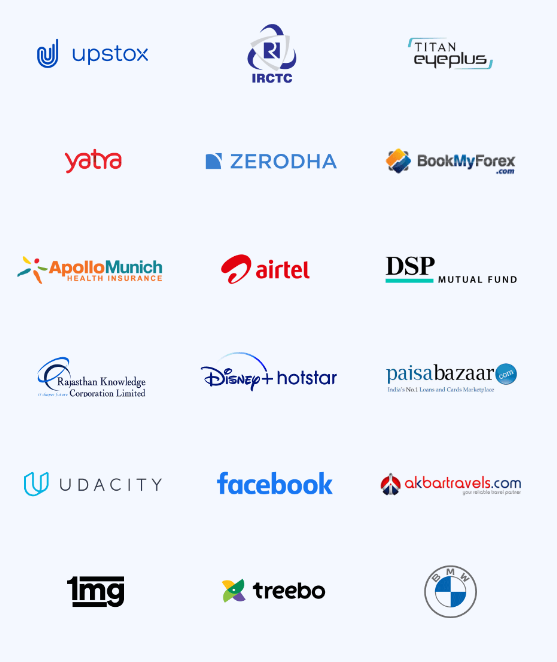 upstox
IRCTC
TITAN
eyeplus
yatra
ZERODHA
BookMyForex
.com
ApolloMunich
HEALTH INSURANCE
airtel
DSP
MUTUAL FUND
Rajasthan Knowledge
Corporation Limited
Disney+ hotstar
paisabazaar.com
India's No.1 Loans and Cards Marketplace
UDACITY
facebook
akbartravels.com
your reliable travel partner
1mg
treebo
BMW